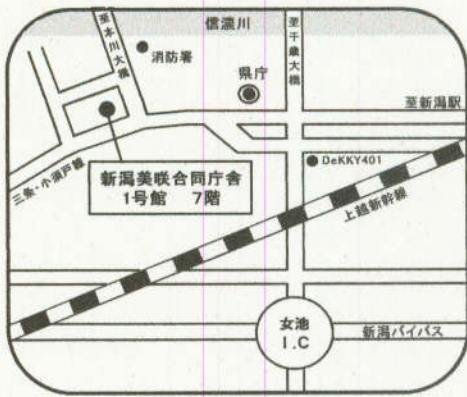 信濃川
至本川大橋
至千歳大橋
消防署
県庁
至新潟駅
新潟美联合同庁舎
1号館 7階
DeKKY401
三条・小須戸線
上越新幹線
女池
I.C
新潟バイパス